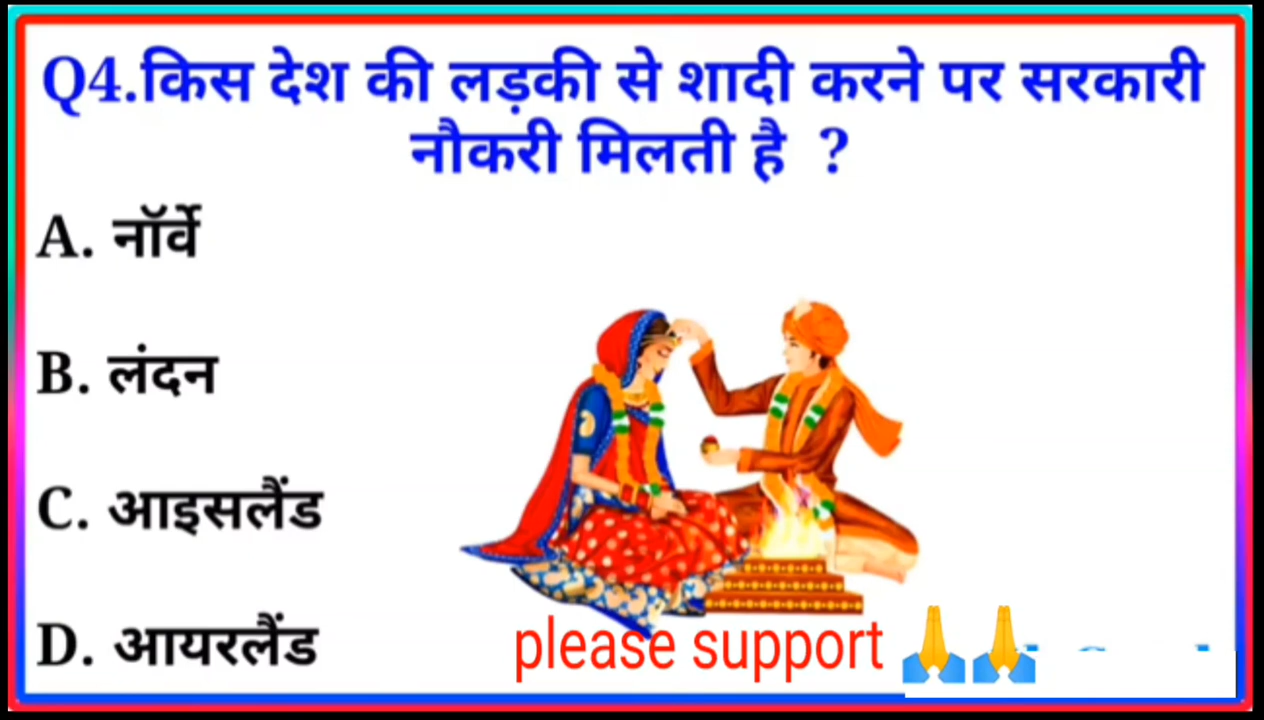 Q4.किस देश की लड़की से शादी करने पर सरकारी
नौकरी मिलती है ?
A. नॉर्वे
B. लंदन
C. आइसलैंड
D. आयरलैंड
please support 🙏🙏